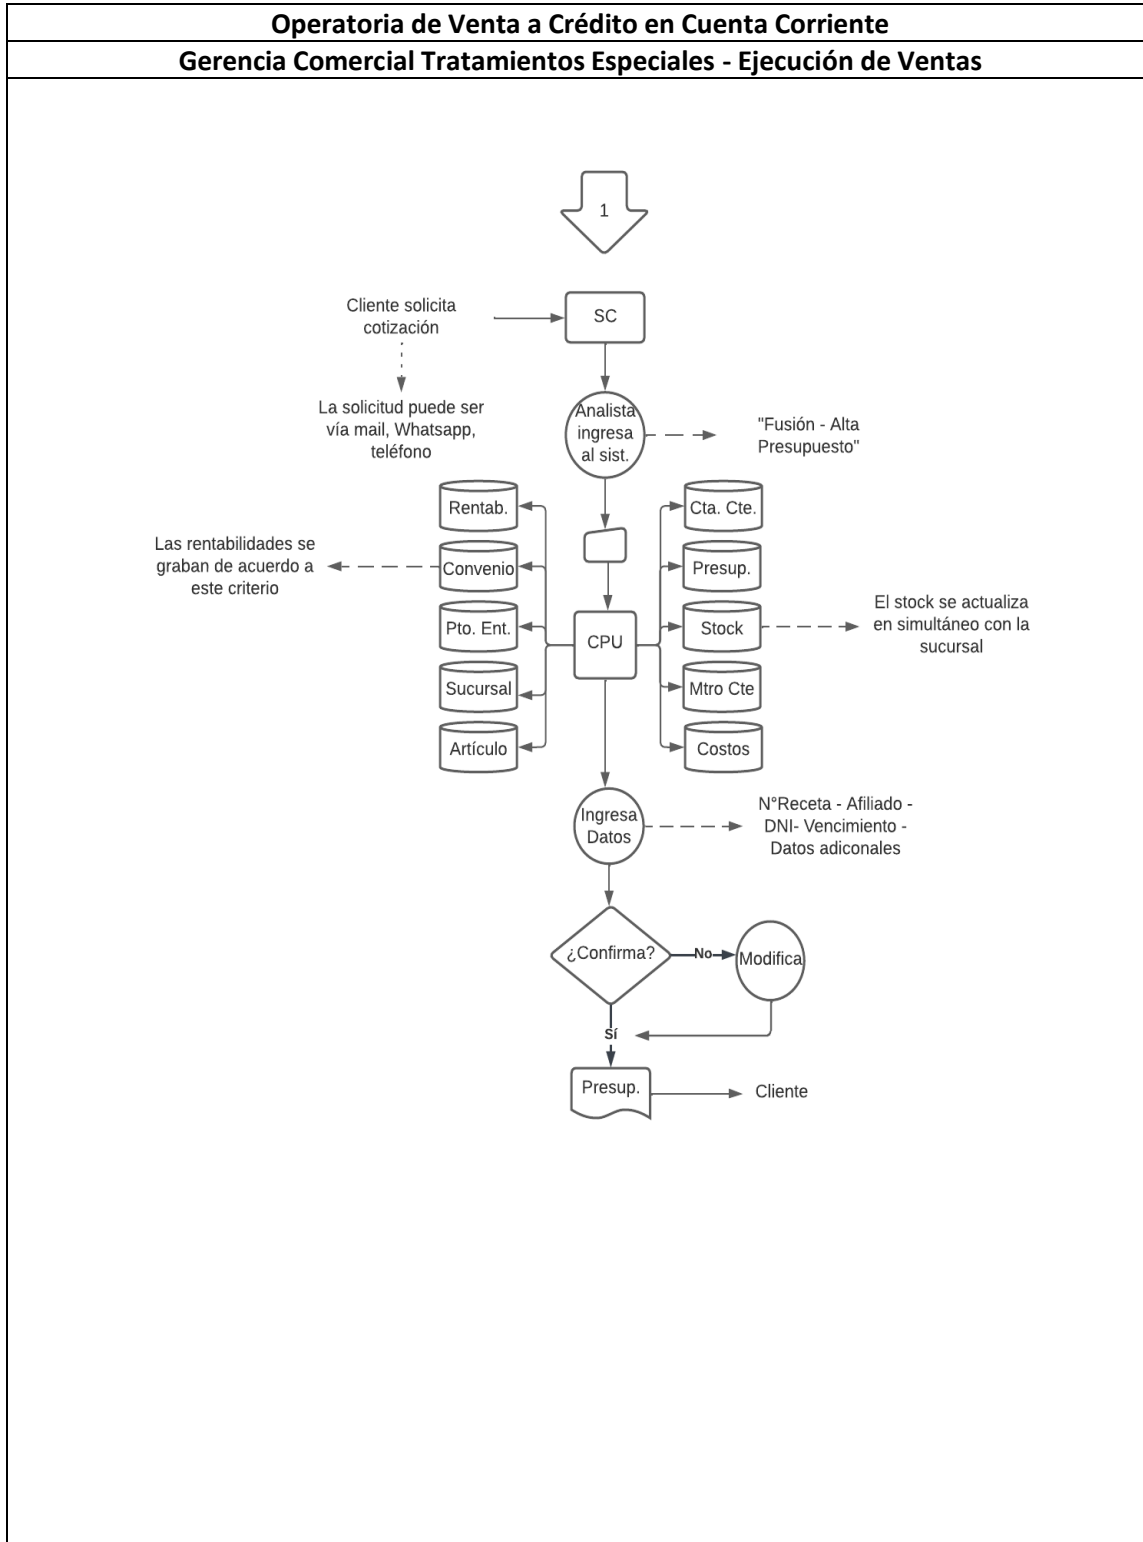 Operatoria de Venta a Crédito en Cuenta Corriente
Gerencia Comercial Tratamientos Especiales - Ejecución de Ventas
1
Cliente solicita
cotización
SC
La solicitud puede ser
vía mail, Whatsapp,
teléfono
Analista
ingresa
al sist.
"Fusión - Alta
Presupuesto"
Rentab.
Cta. Cte.
Las rentabilidades se
graban de acuerdo a
este criterio
Convenio
Presup.
Pto. Ent.
CPU
Stock
El stock se actualiza
en simultáneo con la
sucursal
Sucursal
Mtro Cte
Artículo
Costos
Ingresa
Datos
N°Receta - Afiliado -
DNI- Vencimiento -
Datos adiconales
¿Confirma?
No
Modifica
Sí
Presup.
Cliente